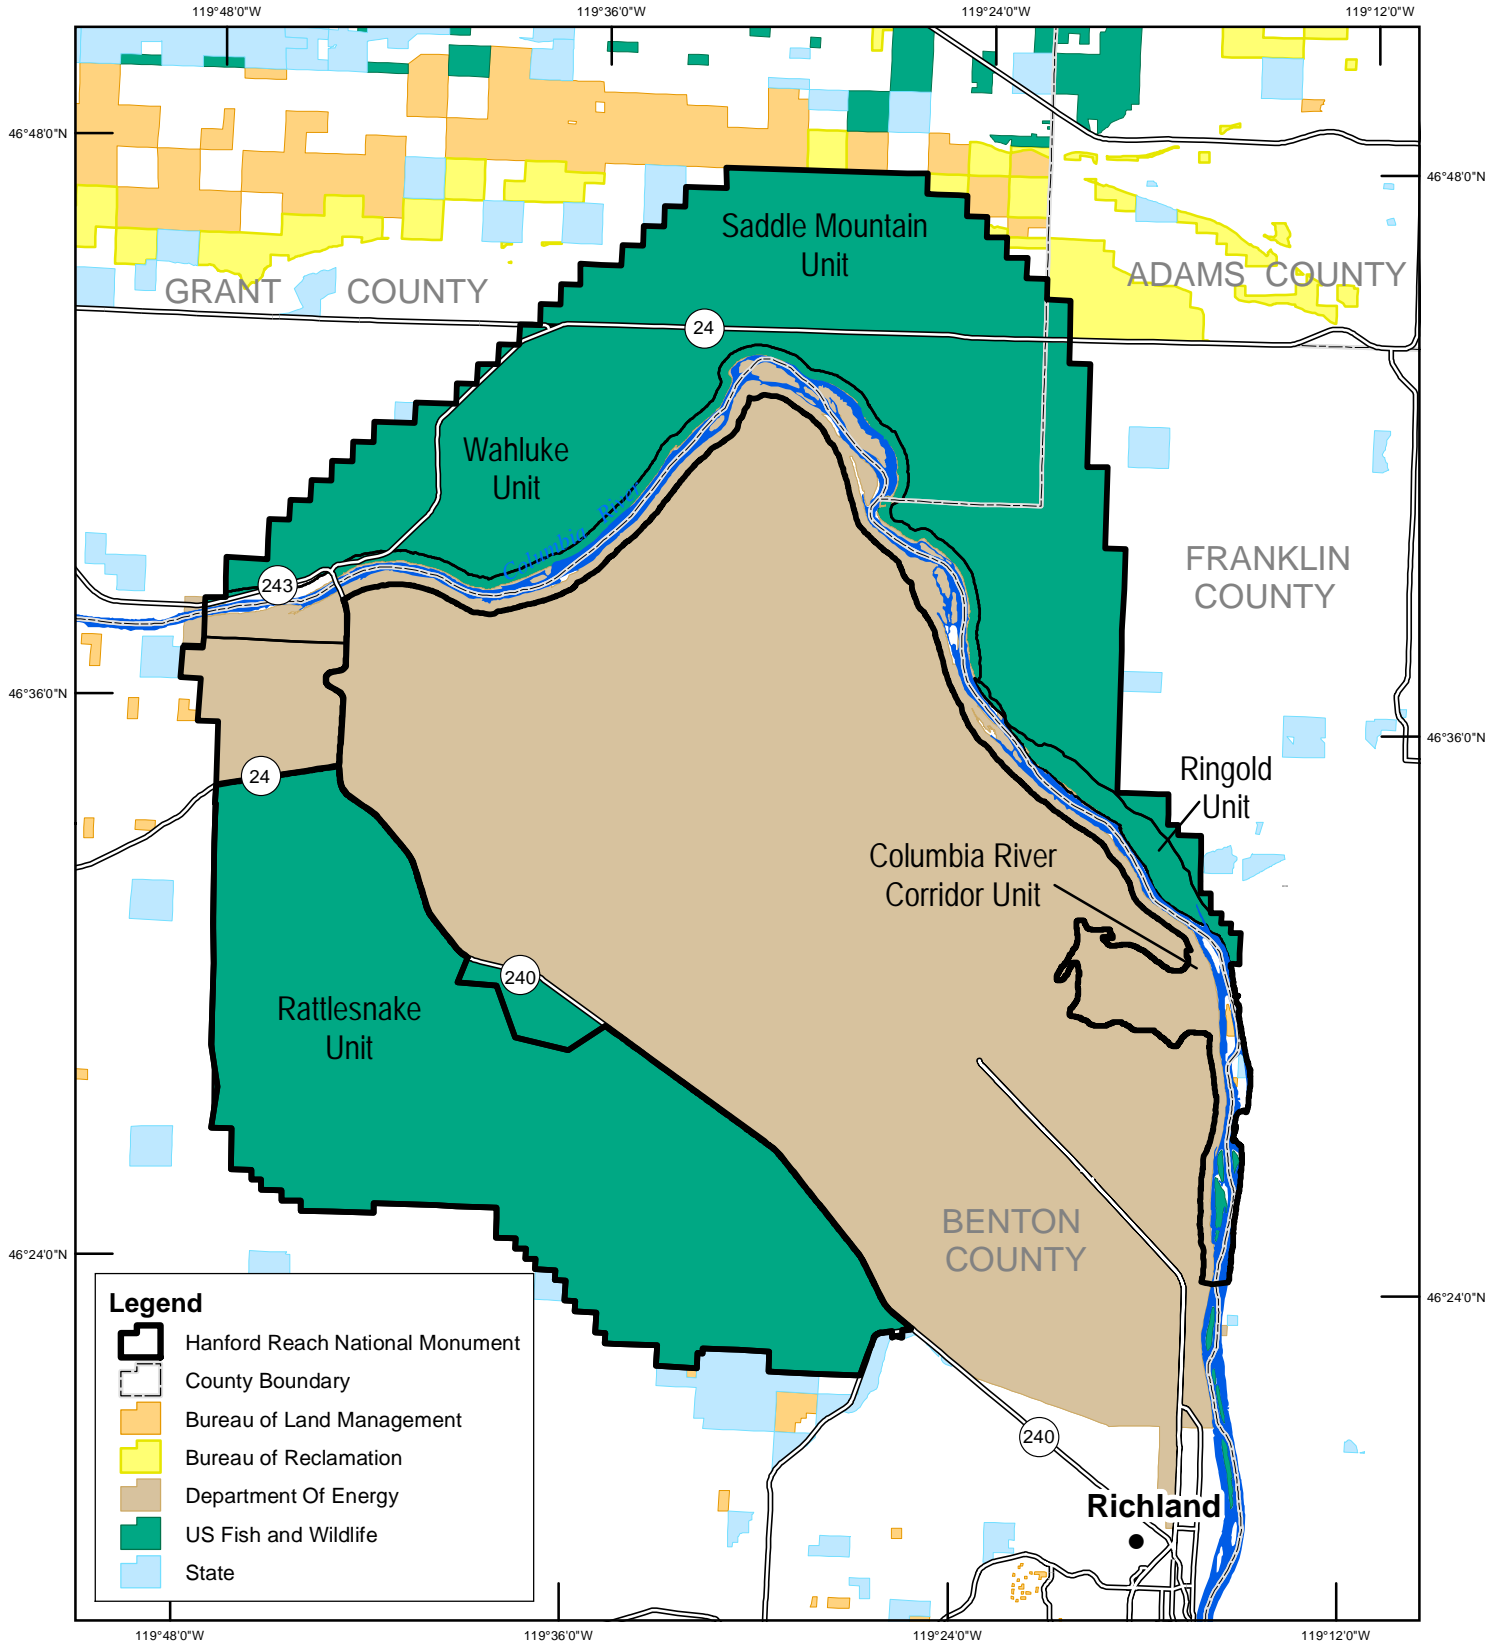 119°48'0"W 119°36'0"W 119°24'0"W 119°12'0"W
46°48'0"N
46°48'0"N
Saddle Mountain
Unit
GRANT COUNTY
ADAMS COUNTY
24
Wahluke
Unit
Columbia River
FRANKLIN
COUNTY
243
46°36'0"N
46°36'0"N
24
Ringold
Unit
Columbia River
Corridor Unit
240
Rattlesnake
Unit
BENTON
COUNTY
46°24'0"N
46°24'0"N
Legend
Hanford Reach National Monument
County Boundary
Bureau of Land Management
Bureau of Reclamation
Department Of Energy
US Fish and Wildlife
State
240
Richland
119°48'0"W 119°36'0"W 119°24'0"W 119°12'0"W